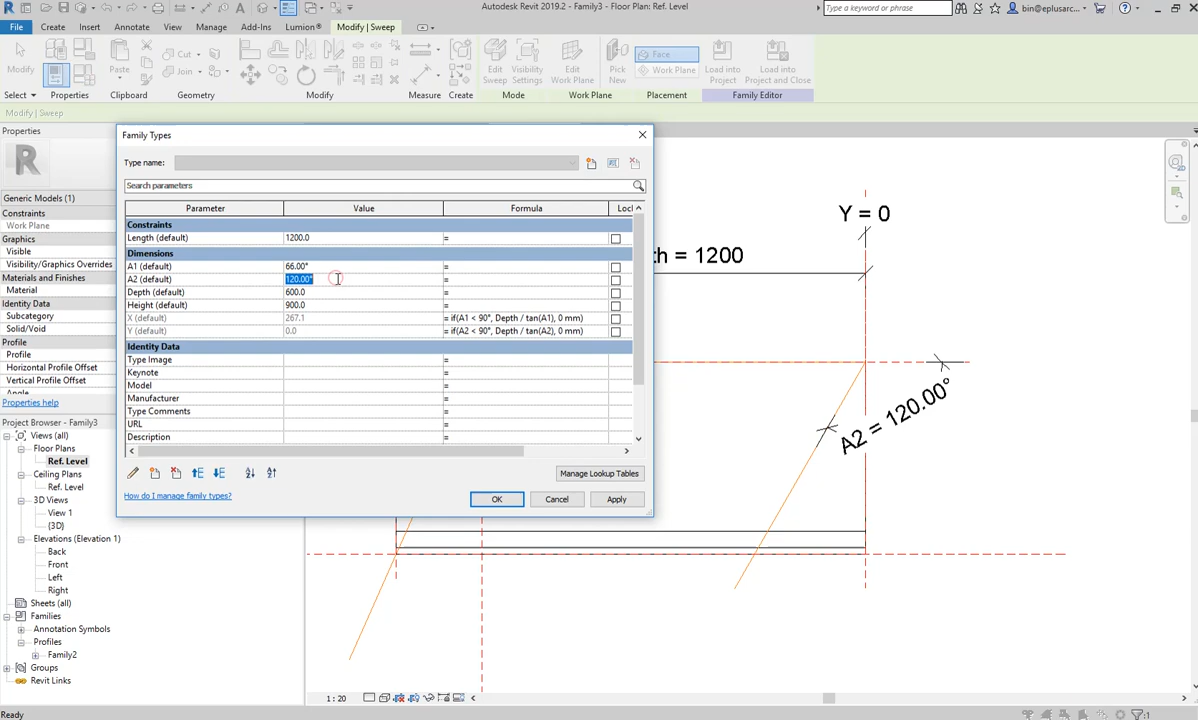 Autodesk Revit 2019.2 - Family3 - Floor Plan: Ref. Level
Type a keyword or phrase
bin@eplusarc...
File Create Insert Annotate View Manage Add-Ins Lumion® Modify | Sweep
Modify
Paste
Cut
Join
Edit Sweep
Visibility Settings
Edit Work Plane
Pick New
Face
Work Plane
Load into Project
Load into Project and Close
Select Properties Clipboard Geometry Modify Measure Create Mode Work Plane Placement Family Editor
Modify | Sweep
Properties
Generic Models (1)
Constraints
Work Plane
Graphics
Visible
Visibility/Graphics Overrides
Materials and Finishes
Material
Identity Data
Subcategory
Solid/Void
Profile
Profile
Horizontal Profile Offset
Vertical Profile Offset
Angle
Properties help
Project Browser - Family3
Views (all)
Floor Plans
Ref. Level
Ceiling Plans
Ref. Level
3D Views
View 1
{3D}
Elevations (Elevation 1)
Back
Front
Left
Right
Sheets (all)
Families
Annotation Symbols
Profiles
Family2
Groups
Revit Links
Ready
Family Types
Type name:
Search parameters
Parameter Value Formula Loc
Constraints
Length (default) 1200.0 =
Dimensions
A1 (default) 66.00° =
A2 (default) 120.00° =
Depth (default) 600.0 =
Height (default) 900.0 =
X (default) 267.1 = if(A1 < 90°, Depth / tan(A1), 0 mm)
Y (default) 0.0 = if(A2 < 90°, Depth / tan(A2), 0 mm)
Identity Data
Type Image =
Keynote =
Model =
Manufacturer =
Type Comments =
URL =
Description =
Manage Lookup Tables
How do I manage family types?
OK Cancel Apply
Y = 0
th = 1200
A2 = 120.00°
1 : 20
:1